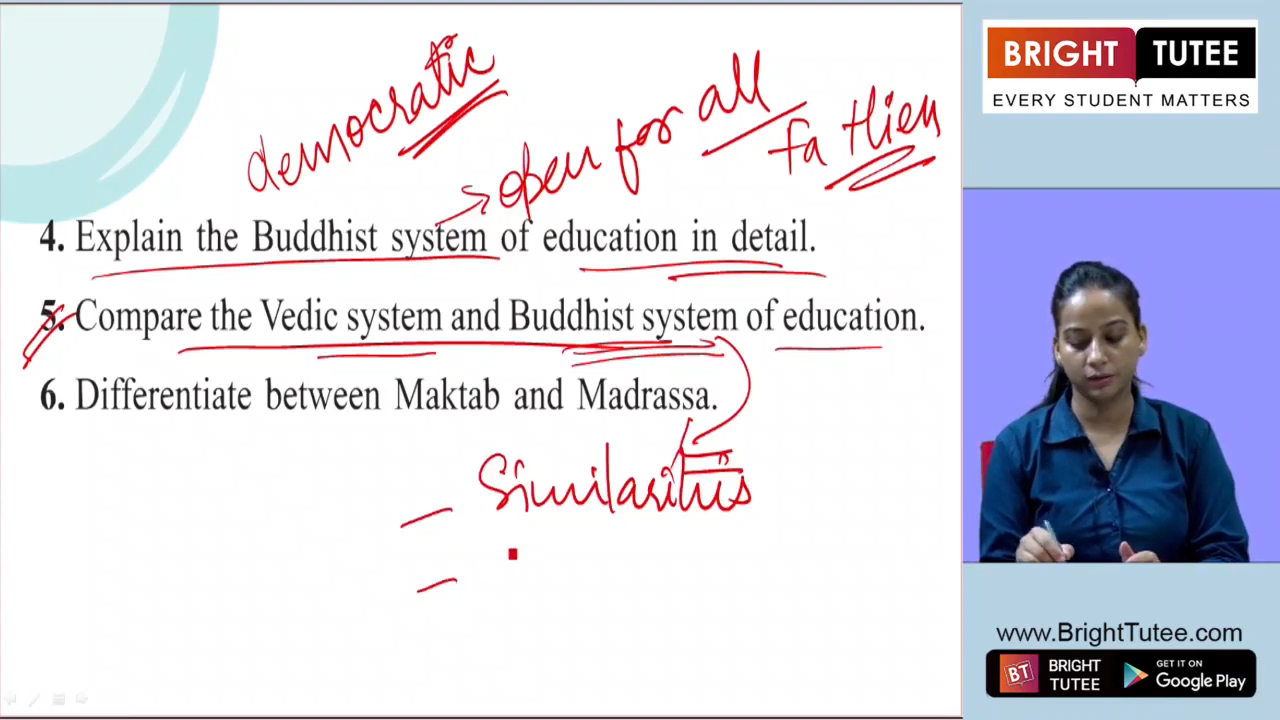 democratic
open for all
fa Hien
4. Explain the Buddhist system of education in detail.
5. Compare the Vedic system and Buddhist system of education.
6. Differentiate between Maktab and Madrassa.
BRIGHT TUTEE
EVERY STUDENT MATTERS
www.BrightTutee.com
BT BRIGHT TUTEE
GET IT ON
Google Play